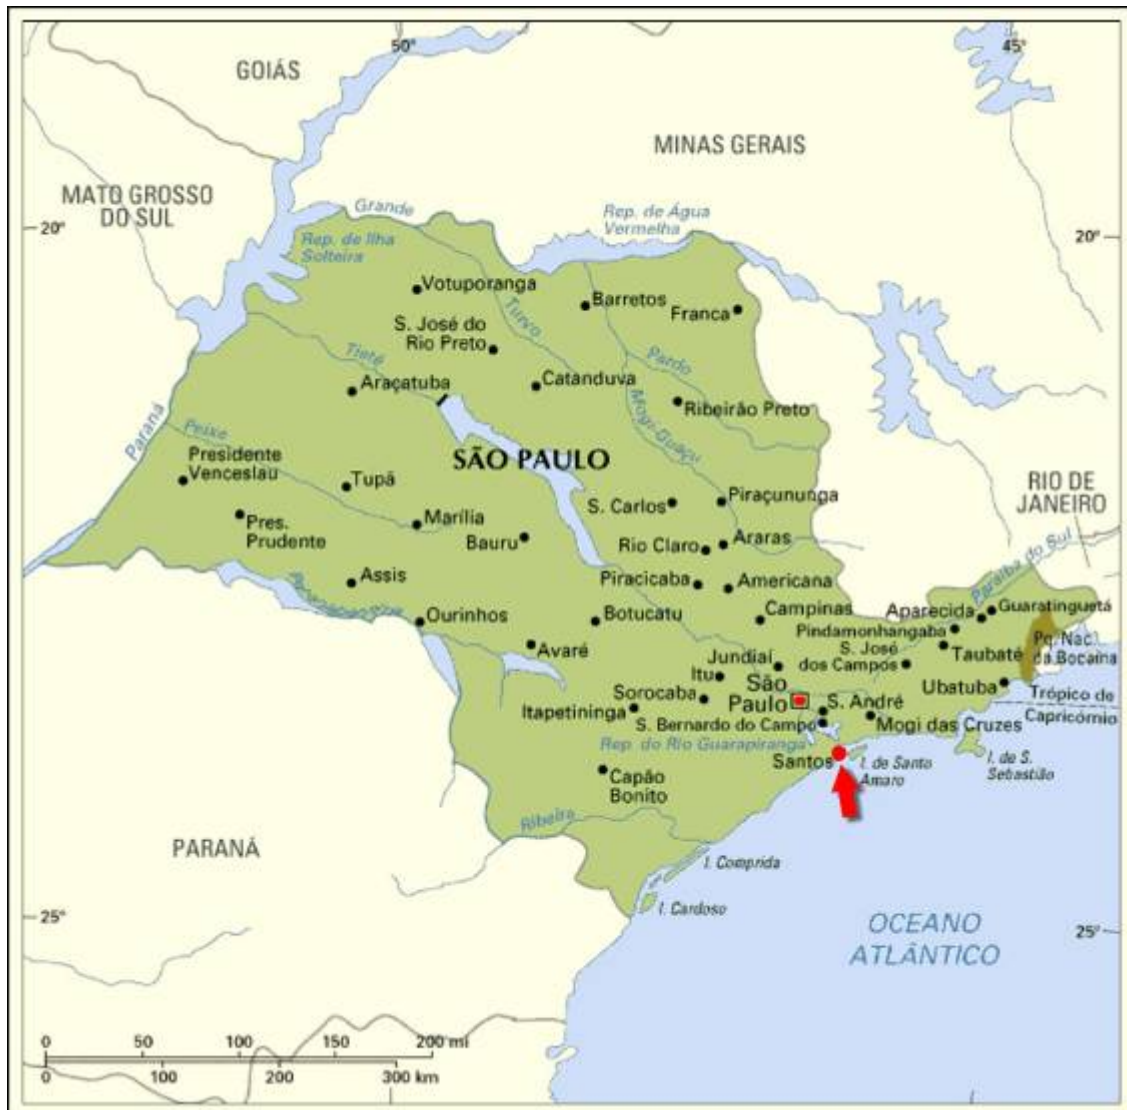 50°
45°
GOIÁS
MINAS GERAIS
MATO GROSSO
DO SUL
20°
20°
Grande
Rep. de Água
Vermelha
Rep. de Ilha
Solteira
Votuporanga
Barretos
Franca
Turvo
S. José do
Rio Preto
Tietê
Pardo
Araçatuba
Catanduva
Ribeirão Preto
Mogi-Guaçu
Paraná
Peixe
SÃO PAULO
Presidente
Venceslau
Tupã
RIO DE
JANEIRO
S. Carlos
Piraçununga
Pres.
Prudente
Marília
Bauru
Rio Claro
Araras
Paraíba do Sul
Assis
Piracicaba
Americana
Ourinhos
Botucatu
Campinas
Aparecida
Guaratinguetá
Pindamonhangaba
Avaré
Jundiaí
S. José
dos Campos
Taubaté
Pq. Nac.
da Bocaina
Itu
São
Paulo
Ubatuba
Trópico de
Capricórnio
Sorocaba
S. André
Itapetininga
S. Bernardo do Campo
Mogi das Cruzes
Rep. do Rio Guarapiranga
Santos
I. de Santo
Amaro
I. de S.
Sebastião
Capão
Bonito
Ribeira
PARANÁ
I. Comprida
I. Cardoso
25°
25°
OCEANO
ATLÂNTICO
0 50 100 150 200 mi
0 100 200 300 km